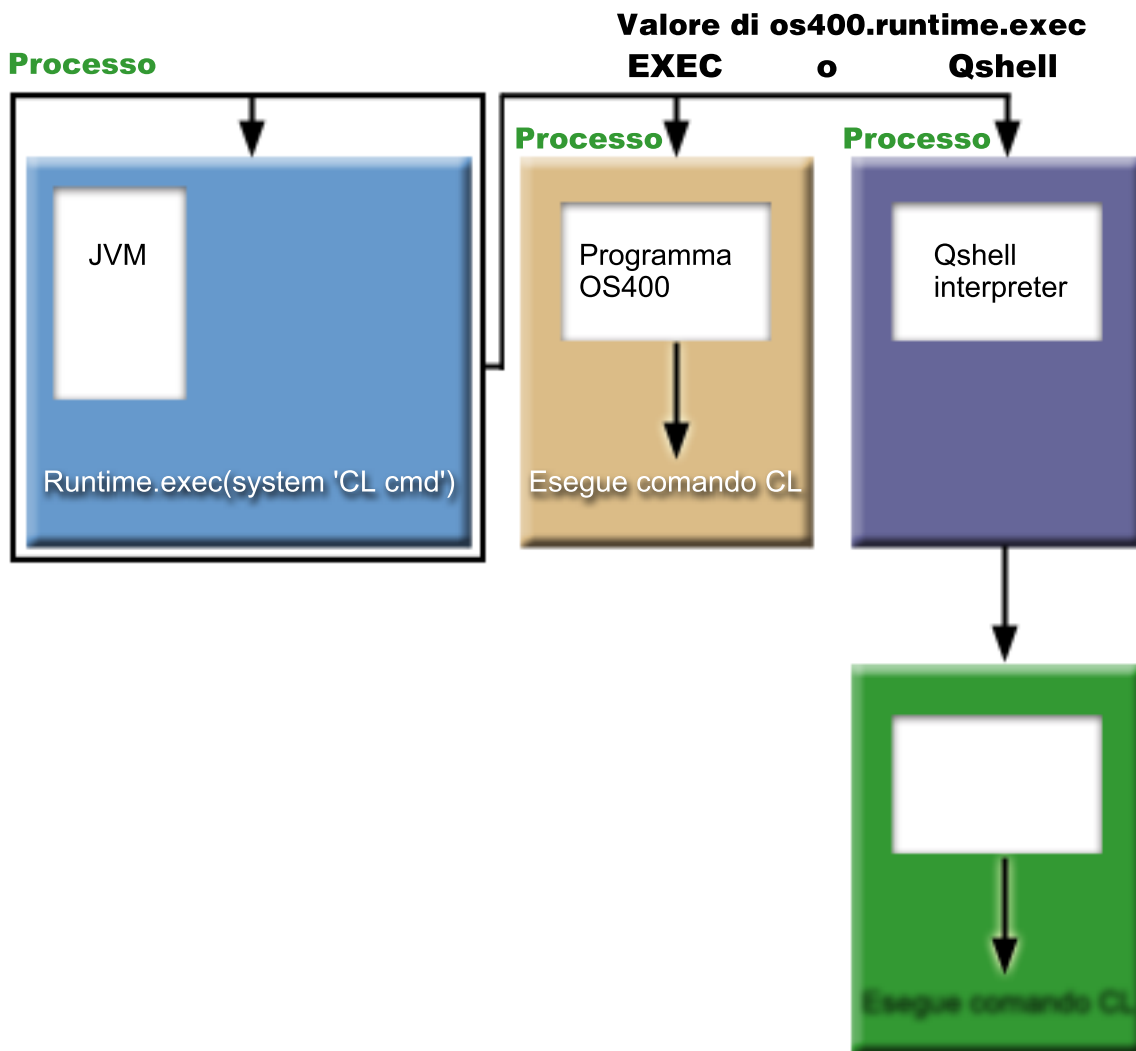 Valore di os400.runtime.exec
EXEC o Qshell
Processo
Processo
Processo
JVM
Programma
OS400
Qshell
interpreter
Runtime.exec(system 'CL cmd')
Esegue comando CL
Esegue comando CL